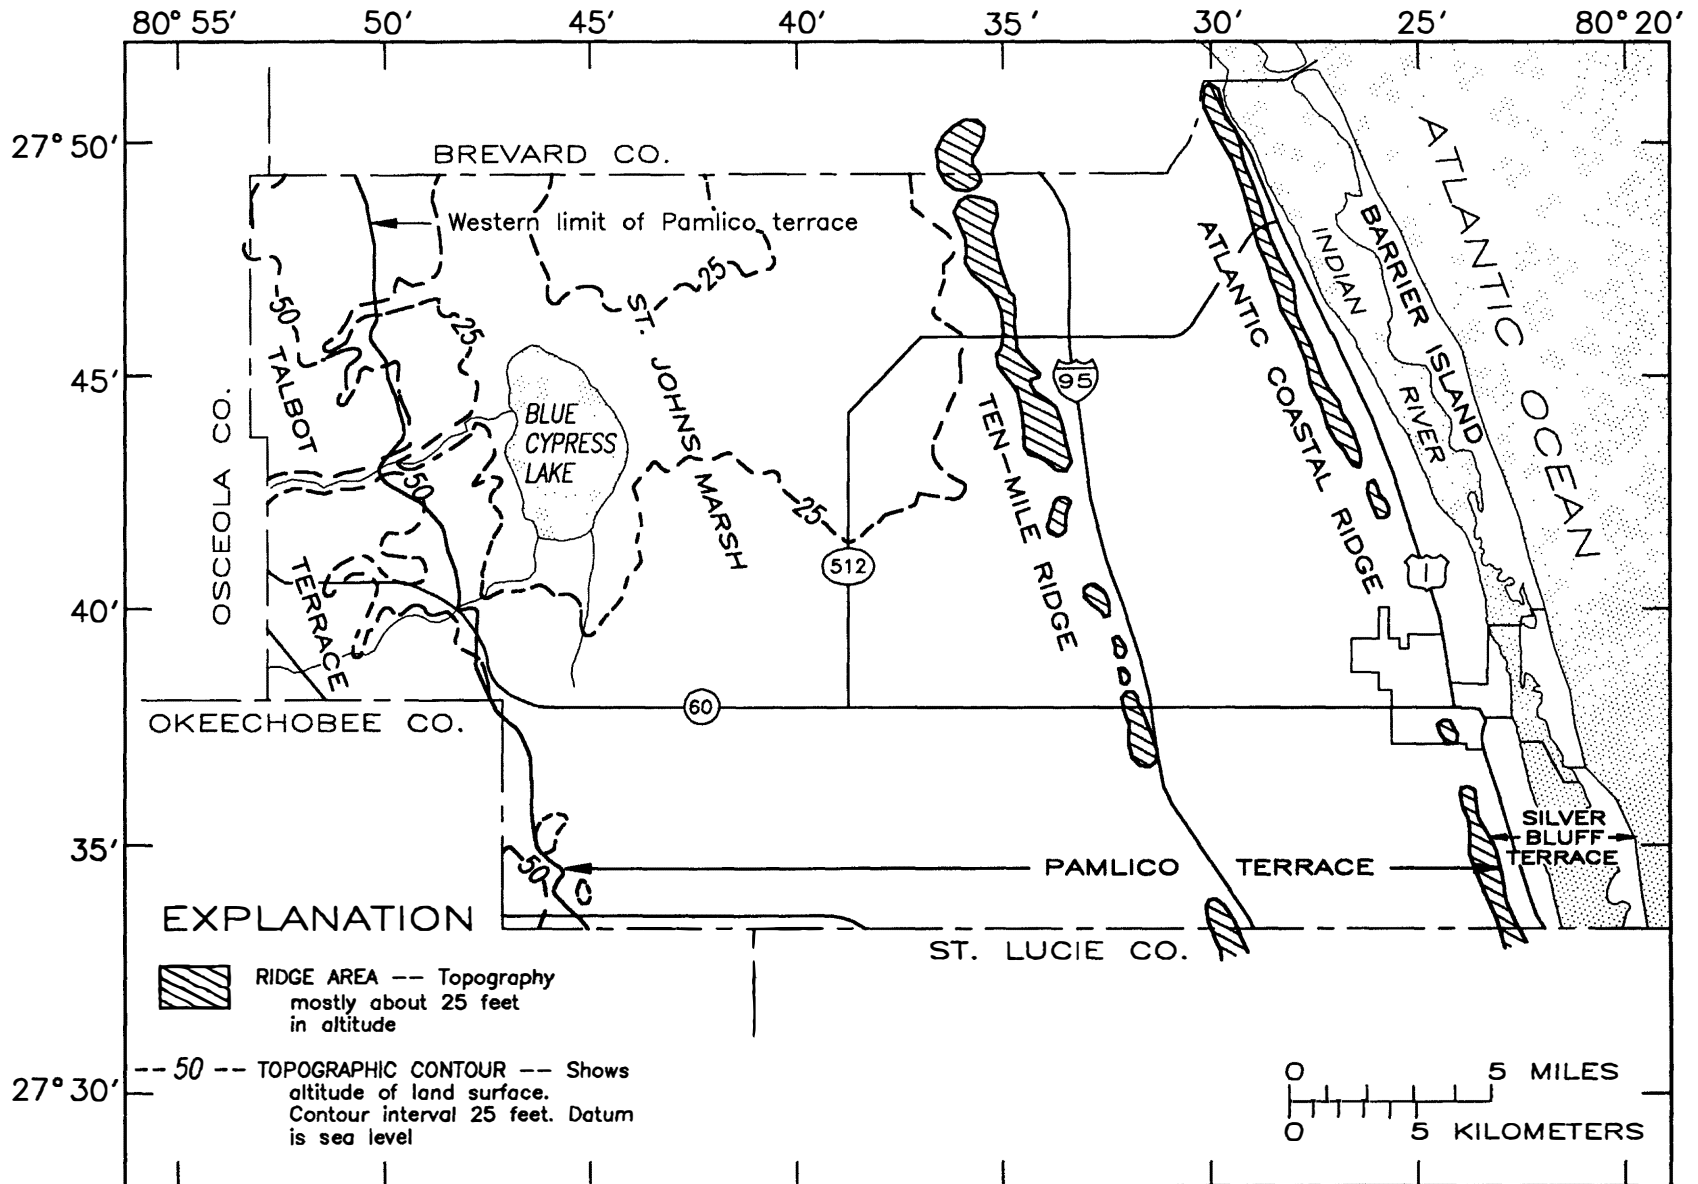 80° 55′ 50′ 45′ 40′ 35′ 30′ 25′ 80° 20′
27° 50′
45′
40′
35′
27° 30′
BREVARD CO.
Western limit of Pamlico terrace
OSCEOLA CO.
TALBOT
TERRACE
OKEECHOBEE CO.
50
25
50
25
25
50
BLUE
CYPRESS
LAKE
ST. JOHNS MARSH
512
60
95
1
TEN-MILE RIDGE
ATLANTIC COASTAL RIDGE
INDIAN RIVER
BARRIER ISLAND
ATLANTIC OCEAN
SILVER
BLUFF
TERRACE
PAMLICO TERRACE
ST. LUCIE CO.
EXPLANATION
RIDGE AREA -- Topography
mostly about 25 feet
in altitude
--50-- TOPOGRAPHIC CONTOUR -- Shows
altitude of land surface.
Contour interval 25 feet. Datum
is sea level
0 5 MILES
0 5 KILOMETERS